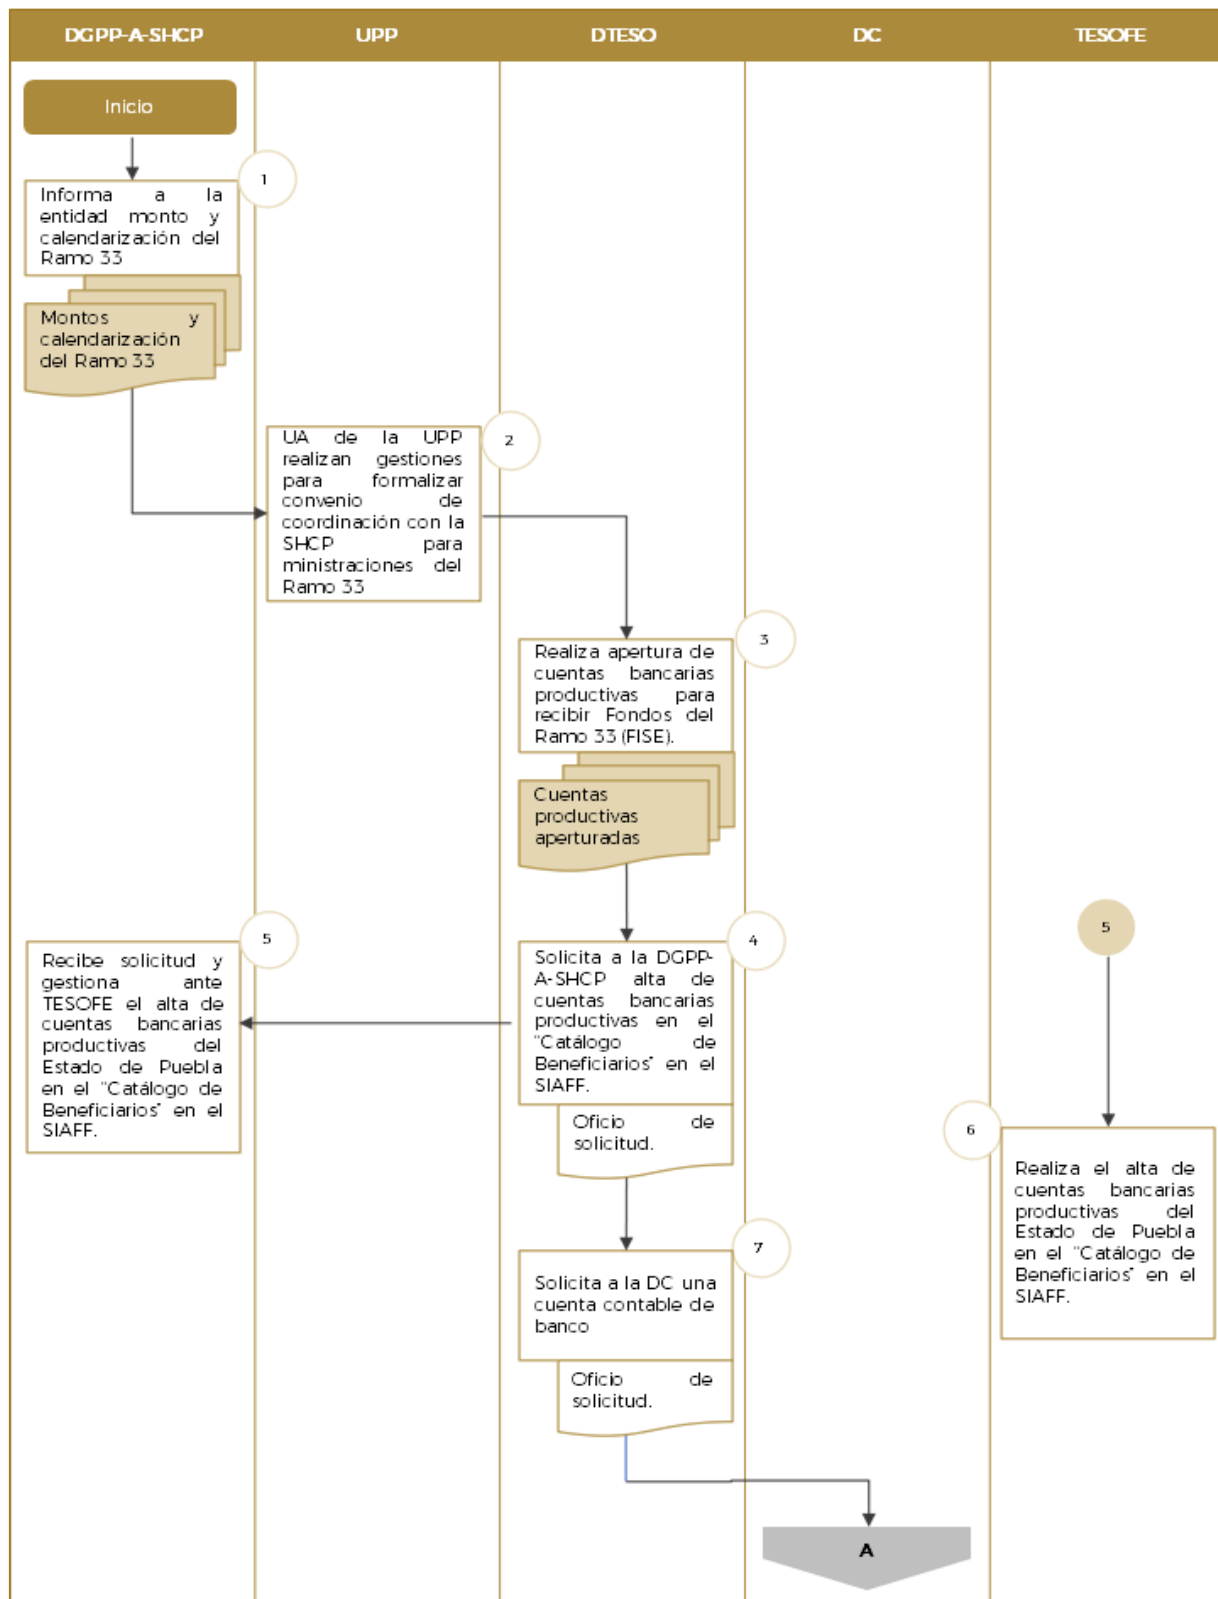 DGPP-A-SHCP UPP DTESO DC TESOFE
Inicio
1
Informa a la
entidad monto y
calendarización del
Ramo 33
Montos y
calendarización
del Ramo 33
2
UA de la UPP
realizan gestiones
para formalizar
convenio de
coordinación con la
SHCP para
ministraciones del
Ramo 33
3
Realiza apertura de
cuentas bancarias
productivas para
recibir Fondos del
Ramo 33 (FISE).
Cuentas
productivas
aperturadas
4
Solicita a la DGPP-
A-SHCP alta de
cuentas bancarias
productivas en el
"Catálogo de
Beneficiarios" en el
SIAFF.
Oficio de
solicitud.
5
Recibe solicitud y
gestiona ante
TESOFE el alta de
cuentas bancarias
productivas del
Estado de Puebla
en el "Catálogo de
Beneficiarios" en el
SIAFF.
5
6
Realiza el alta de
cuentas bancarias
productivas del
Estado de Puebla
en el "Catálogo de
Beneficiarios" en el
SIAFF.
7
Solicita a la DC una
cuenta contable de
banco
Oficio de
solicitud.
A